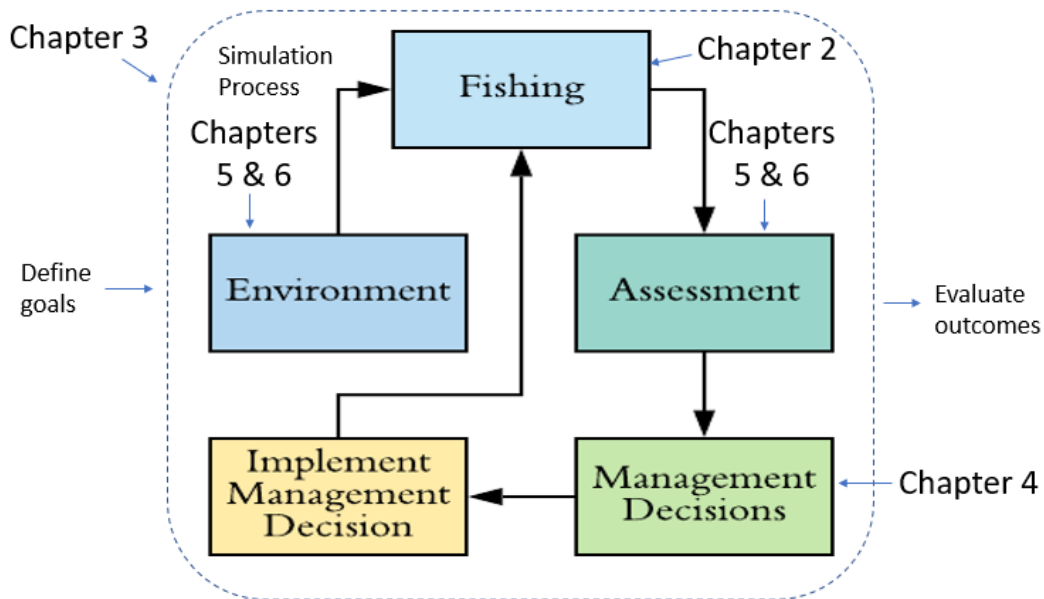 Chapter 3
Simulation
Process
Fishing
Chapter 2
Chapters
5 & 6
Chapters
5 & 6
Define
goals
Environment
Assessment
Evaluate
outcomes
Implement
Management
Decision
Management
Decisions
Chapter 4